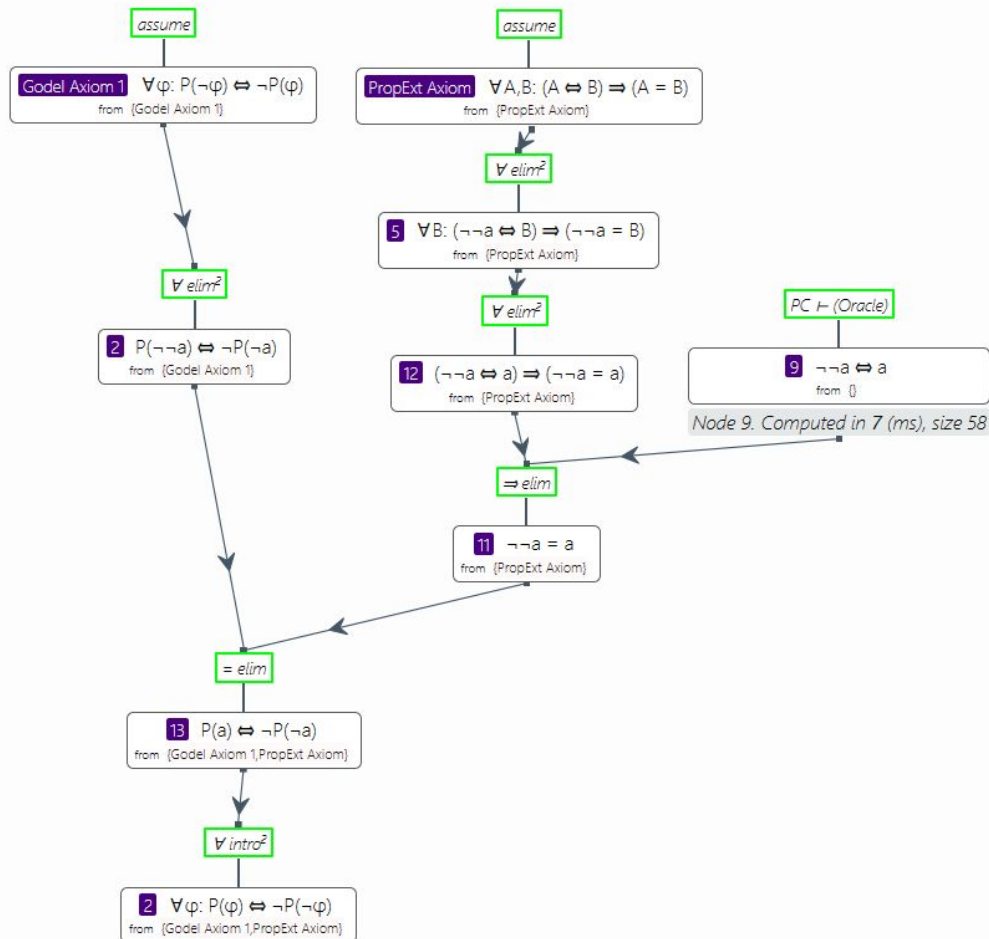 assume
Godel Axiom 1 ∀φ: P(¬φ) ⇔ ¬P(φ)
from {Godel Axiom 1}
assume
PropExt Axiom ∀A,B: (A ⇔ B) ⇒ (A = B)
from {PropExt Axiom}
∀ elim²
5 ∀B: (¬¬a ⇔ B) ⇒ (¬¬a = B)
from {PropExt Axiom}
∀ elim²
2 P(¬¬a) ⇔ ¬P(¬a)
from {Godel Axiom 1}
∀ elim²
12 (¬¬a ⇔ a) ⇒ (¬¬a = a)
from {PropExt Axiom}
PC ⊢ (Oracle)
9 ¬¬a ⇔ a
from {}
Node 9. Computed in 7 (ms), size 58
⇒ elim
11 ¬¬a = a
from {PropExt Axiom}
= elim
13 P(a) ⇔ ¬P(¬a)
from {Godel Axiom 1,PropExt Axiom}
∀ intro²
2 ∀φ: P(φ) ⇔ ¬P(¬φ)
from {Godel Axiom 1,PropExt Axiom}